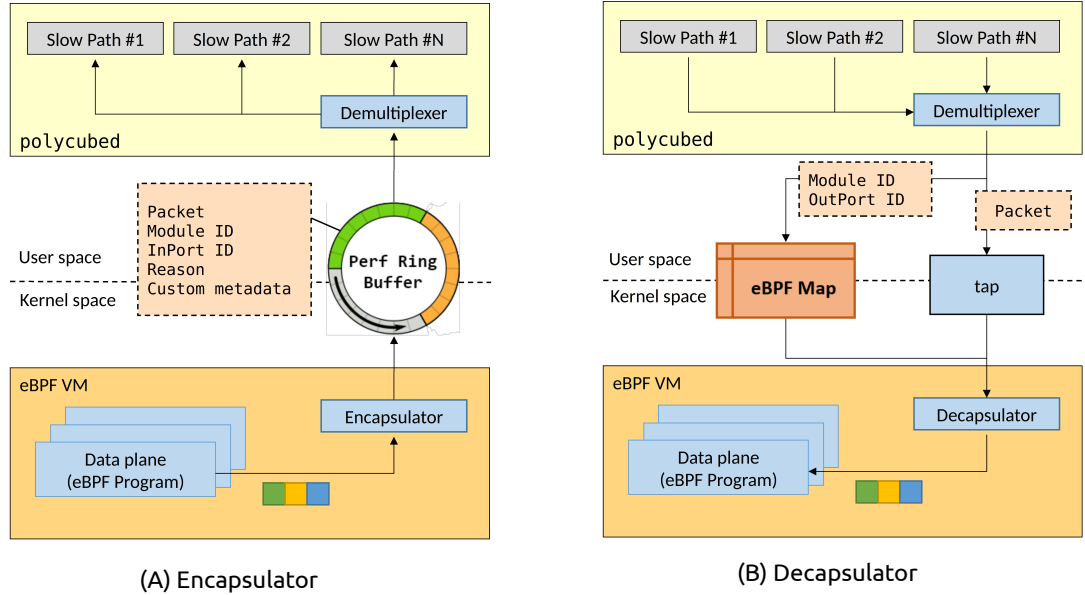 Slow Path #1
Slow Path #2
Slow Path #N
Demultiplexer
polycubed
Packet
Module ID
InPort ID
Reason
Custom metadata
Perf Ring
Buffer
User space
Kernel space
eBPF VM
Encapsulator
Data plane
(eBPF Program)
(A) Encapsulator
Slow Path #1
Slow Path #2
Slow Path #N
Demultiplexer
polycubed
Module ID
OutPort ID
Packet
User space
Kernel space
eBPF Map
tap
eBPF VM
Decapsulator
Data plane
(eBPF Program)
(B) Decapsulator